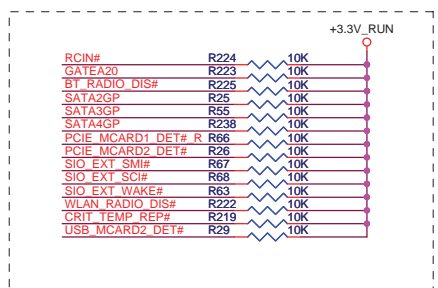 +3.3V_RUN
RCIN# R224 10K
GATEA20 R223 10K
BT_RADIO_DIS# R225 10K
SATA2GP R25 10K
SATA3GP R55 10K
SATA4GP R238 10K
PCIE_MCARD1_DET#_R R66 10K
PCIE_MCARD2_DET# R26 10K
SIO_EXT_SMI# R67 10K
SIO_EXT_SCI# R68 10K
SIO_EXT_WAKE# R63 10K
WLAN_RADIO_DIS# R222 10K
CRIT_TEMP_REP# R219 10K
USB_MCARD2_DET# R29 10K